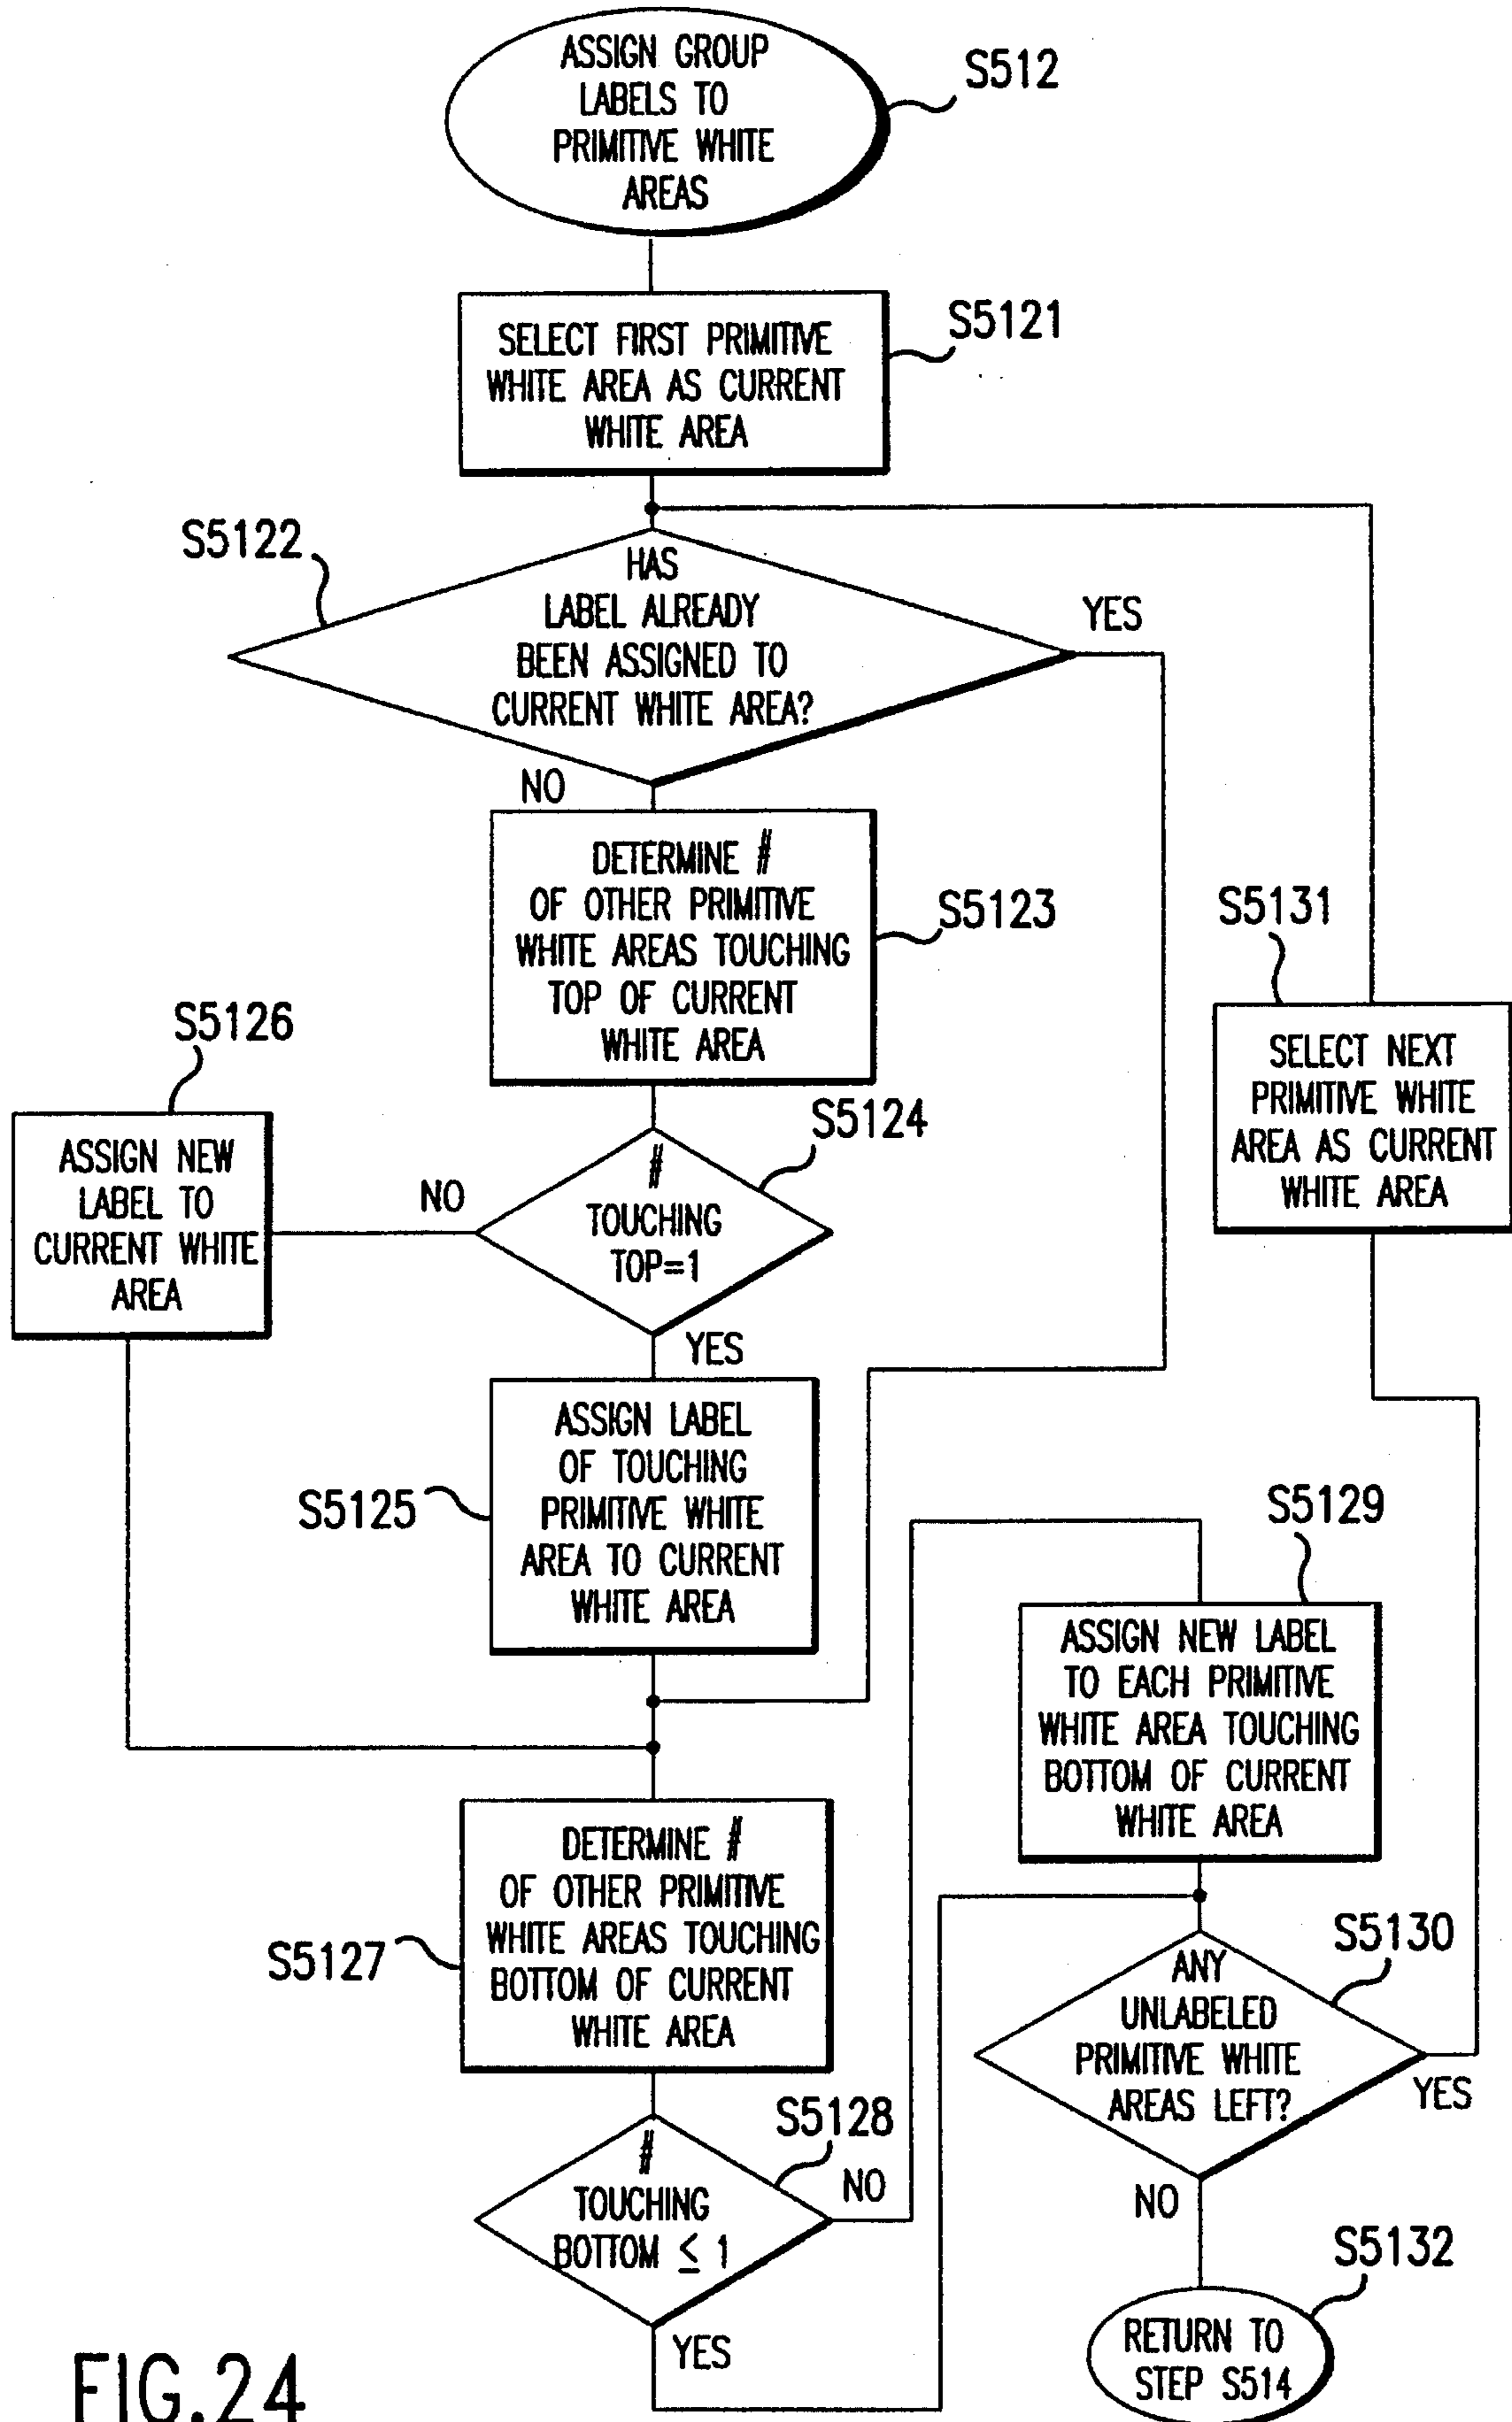 ASSIGN GROUP
LABELS TO
PRIMITIVE WHITE
AREAS
S512
SELECT FIRST PRIMITIVE
WHITE AREA AS CURRENT
WHITE AREA
S5121
S5122
HAS
LABEL ALREADY
BEEN ASSIGNED TO
CURRENT WHITE AREA?
YES
NO
DETERMINE #
OF OTHER PRIMITIVE
WHITE AREAS TOUCHING
TOP OF CURRENT
WHITE AREA
S5123
S5131
SELECT NEXT
PRIMITIVE WHITE
AREA AS CURRENT
WHITE AREA
S5126
ASSIGN NEW
LABEL TO
CURRENT WHITE
AREA
NO
S5124
#
TOUCHING
TOP=1
YES
ASSIGN LABEL
OF TOUCHING
PRIMITIVE WHITE
AREA TO CURRENT
WHITE AREA
S5125
S5129
ASSIGN NEW LABEL
TO EACH PRIMITIVE
WHITE AREA TOUCHING
BOTTOM OF CURRENT
WHITE AREA
DETERMINE #
OF OTHER PRIMITIVE
WHITE AREAS TOUCHING
BOTTOM OF CURRENT
WHITE AREA
S5127
S5130
ANY
UNLABELED
PRIMITIVE WHITE
AREAS LEFT?
YES
NO
S5128
#
TOUCHING
BOTTOM ≤ 1
NO
YES
S5132
RETURN TO
STEP S514
FIG.24